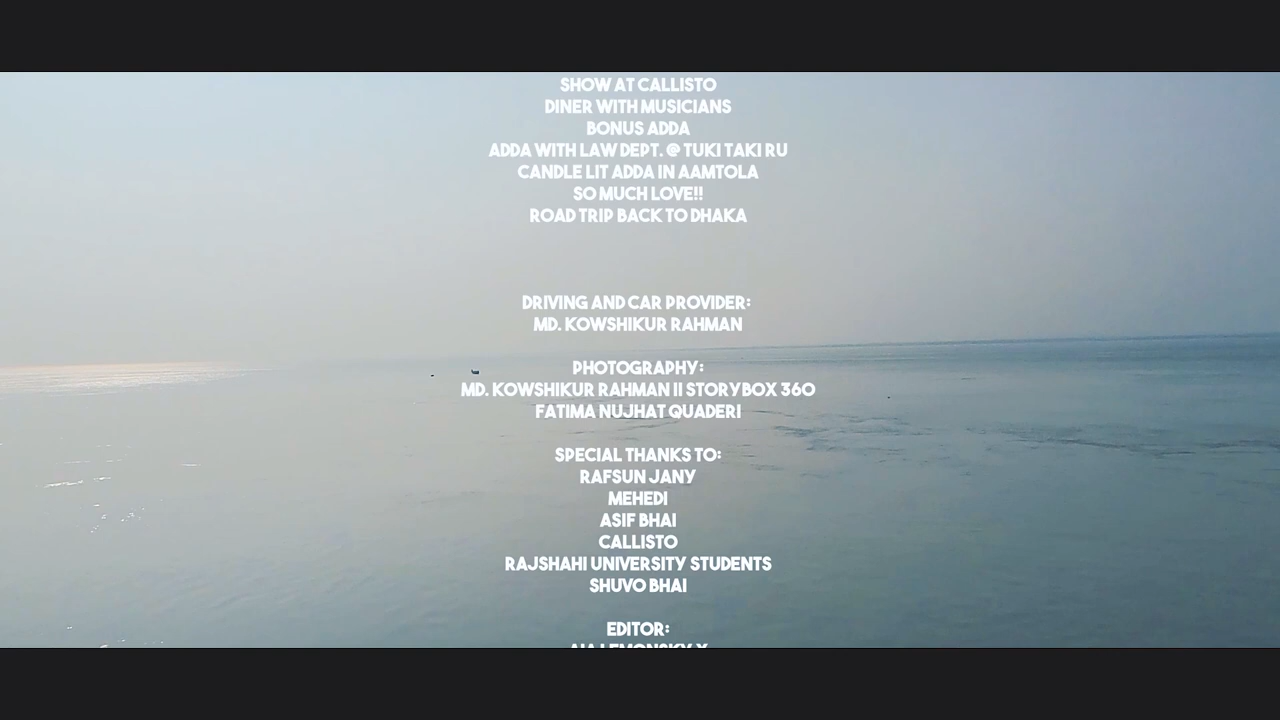 SHOW AT CALLISTO
DINER WITH MUSICIANS
BONUS ADDA
ADDA WITH LAW DEPT. @ TUKI TAKI RU
CANDLE LIT ADDA IN AAMTOLA
SO MUCH LOVE!!
ROAD TRIP BACK TO DHAKA
DRIVING AND CAR PROVIDER:
MD. KOWSHIKUR RAHMAN
PHOTOGRAPHY:
MD. KOWSHIKUR RAHMAN II STORYBOX 360
FATIMA NUJHAT QUADERI
SPECIAL THANKS TO:
RAFSUN JANY
MEHEDI
ASIF BHAI
CALLISTO
RAJSHAHI UNIVERSITY STUDENTS
SHUVO BHAI
EDITOR: